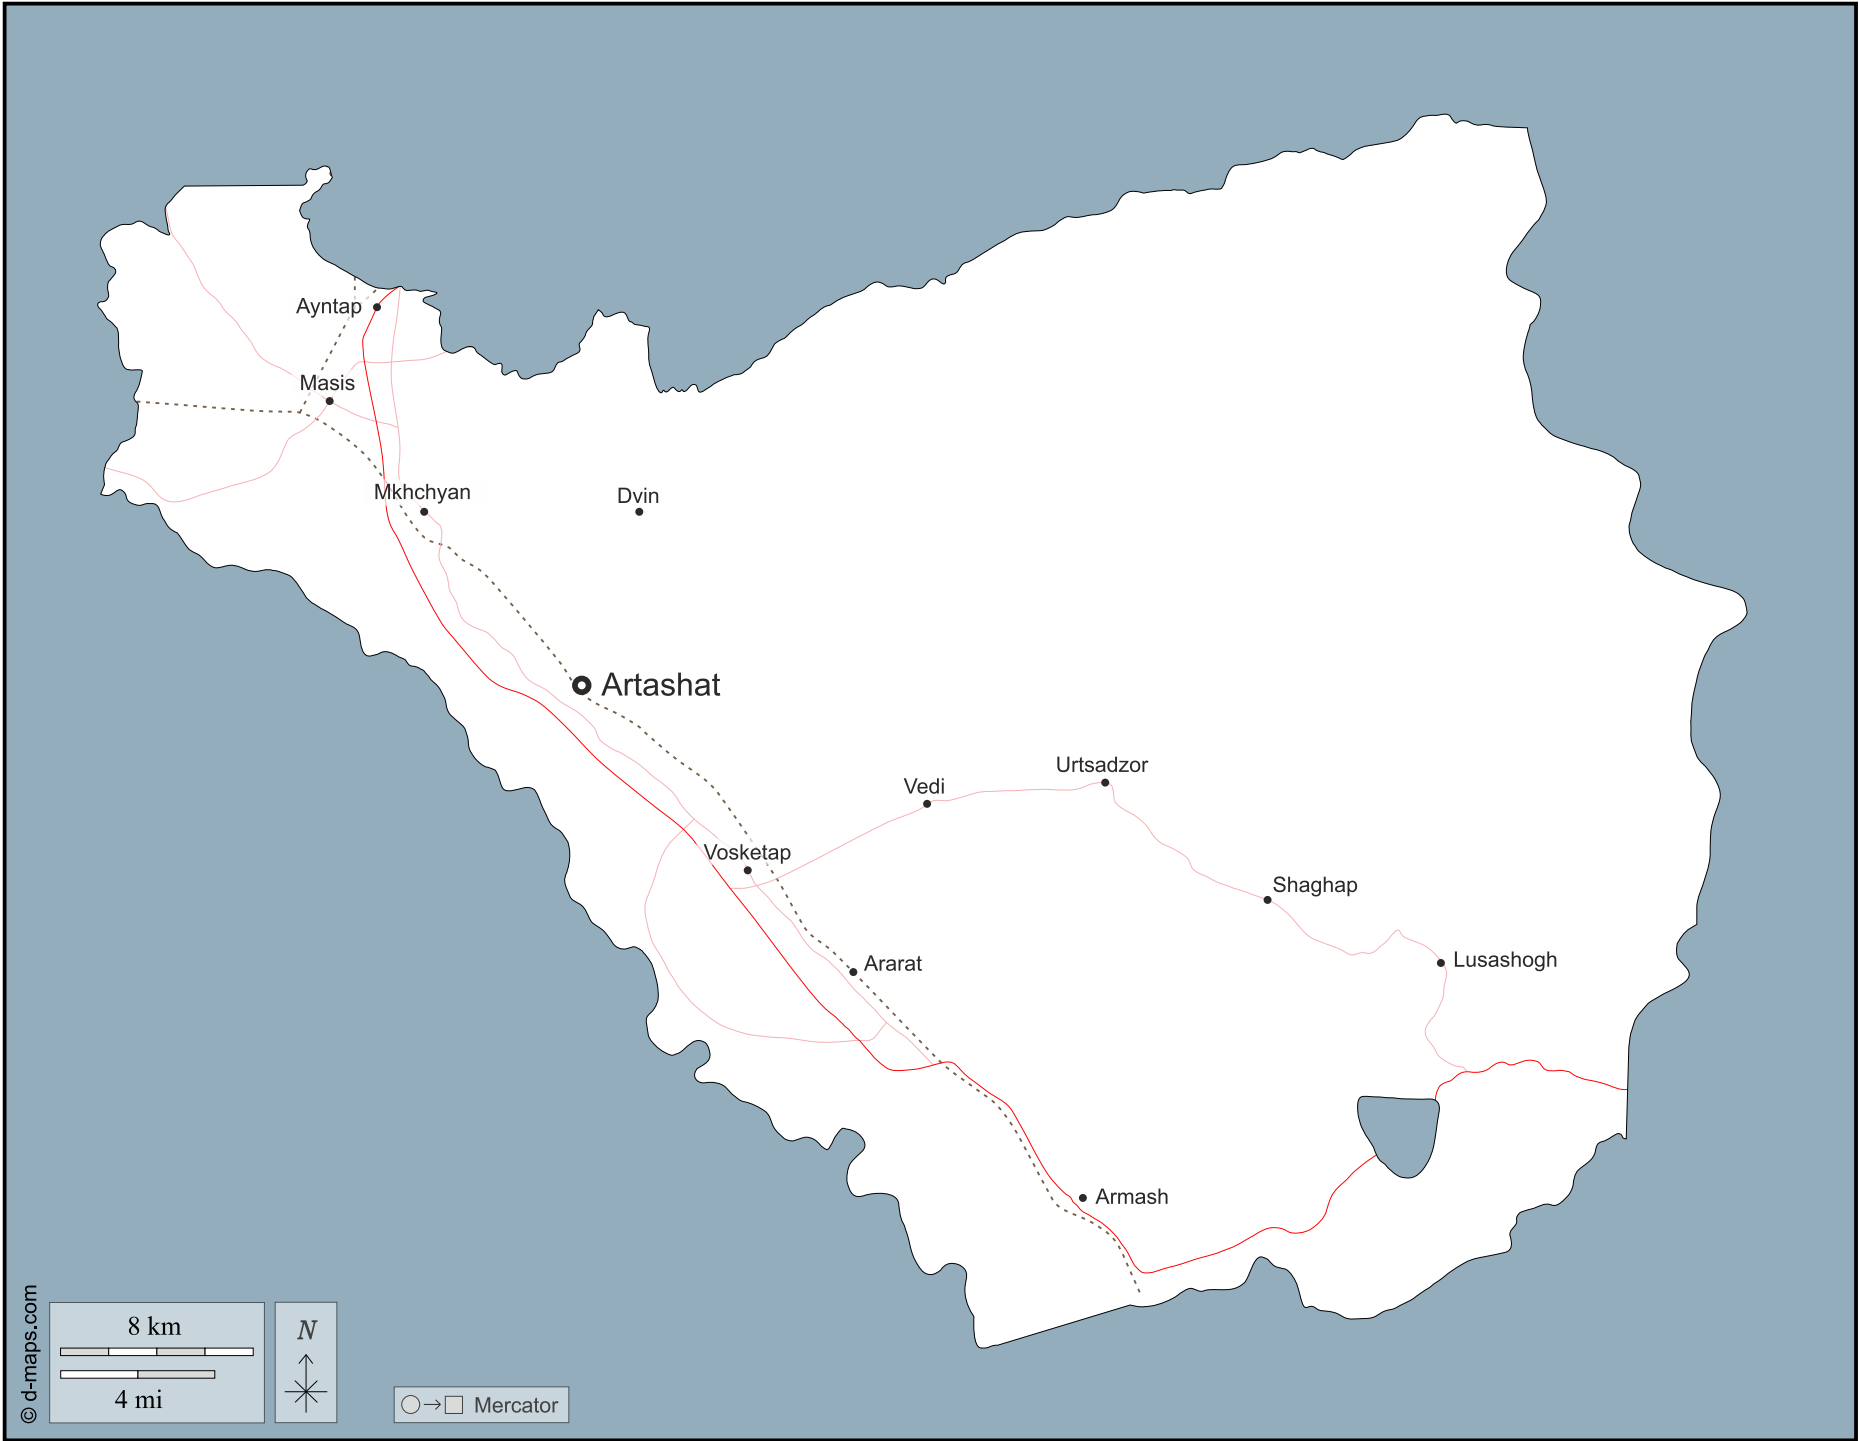 Ayntap
Masis
Mkhchyan
Dvin
Artashat
Urtsadzor
Vedi
Vosketap
Shaghap
Ararat
Lusashogh
Armash
© d-maps.com
8 km
4 mi
N
Mercator